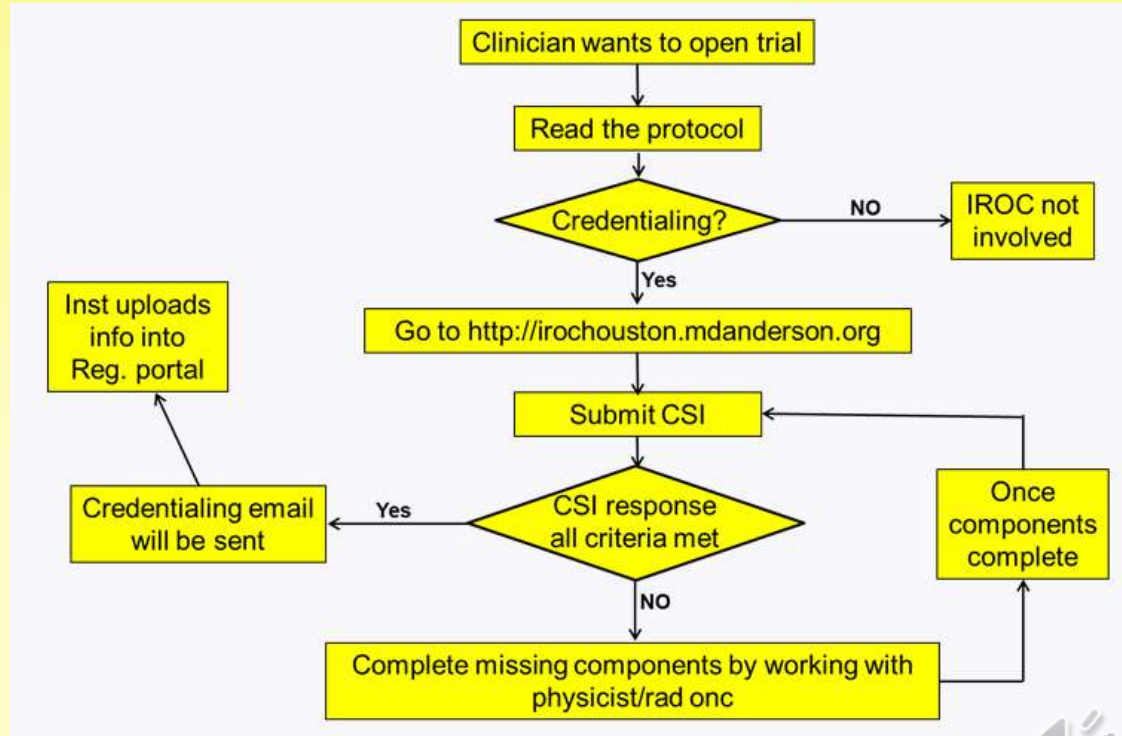 Clinician wants to open trial
Read the protocol
Credentialing?
NO
IROC not
involved
Yes
Inst uploads
info into
Reg. portal
Go to http://irochouston.mdanderson.org
Submit CSI
Credentialing email
will be sent
Yes
CSI response
all criteria met
Once
components
complete
NO
Complete missing components by working with
physicist/rad onc